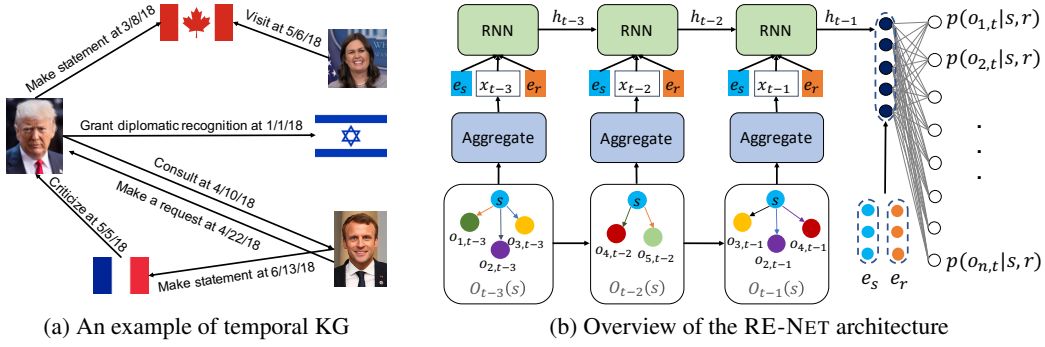 Make statement at 3/8/18
Visit at 5/6/18
Grant diplomatic recognition at 1/1/18
Consult at 4/10/18
Make a request at 4/22/18
Criticize at 5/5/18
Make statement at 6/13/18
(a) An example of temporal KG
RNN h_{t-3} RNN h_{t-2} RNN h_{t-1}
e_s x_{t-3} e_r e_s x_{t-2} e_r e_s x_{t-1} e_r
Aggregate Aggregate Aggregate
s s s
o_{1,t-3} o_{3,t-3} o_{4,t-2} o_{5,t-2} o_{3,t-1} o_{4,t-1}
o_{2,t-3} o_{2,t-1}
O_{t-3}(s) O_{t-2}(s) O_{t-1}(s)
e_s e_r
p(o_{1,t}|s,r)
p(o_{2,t}|s,r)
.
.
.
p(o_{n,t}|s,r)
(b) Overview of the RE-NET architecture